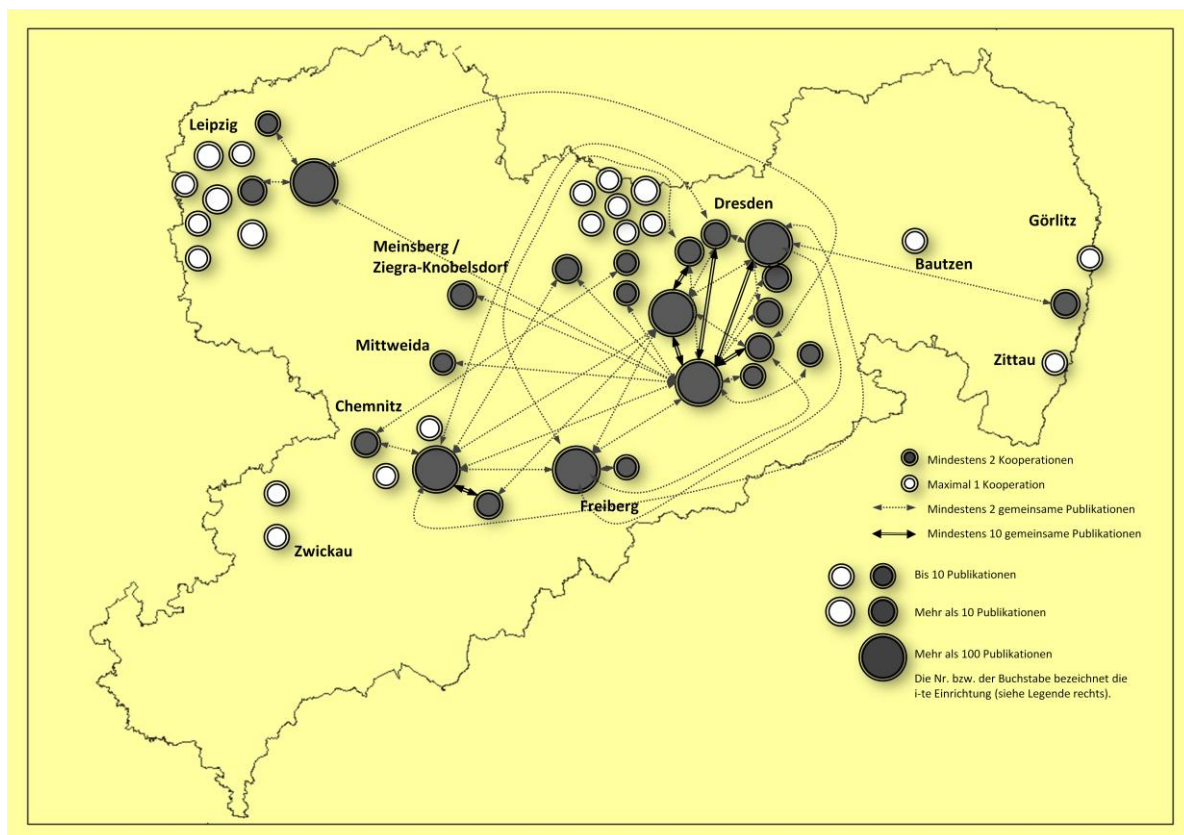 Leipzig
Dresden
Görlitz
Meinsberg /
Ziegra-Knobelsdorf
Bautzen
Mittweida
Zittau
Chemnitz
Freiberg
Zwickau
Mindestens 2 Kooperationen
Maximal 1 Kooperation
Mindestens 2 gemeinsame Publikationen
Mindestens 10 gemeinsame Publikationen
Bis 10 Publikationen
Mehr als 10 Publikationen
Mehr als 100 Publikationen
Die Nr. bzw. der Buchstabe bezeichnet die
i-te Einrichtung (siehe Legende rechts).